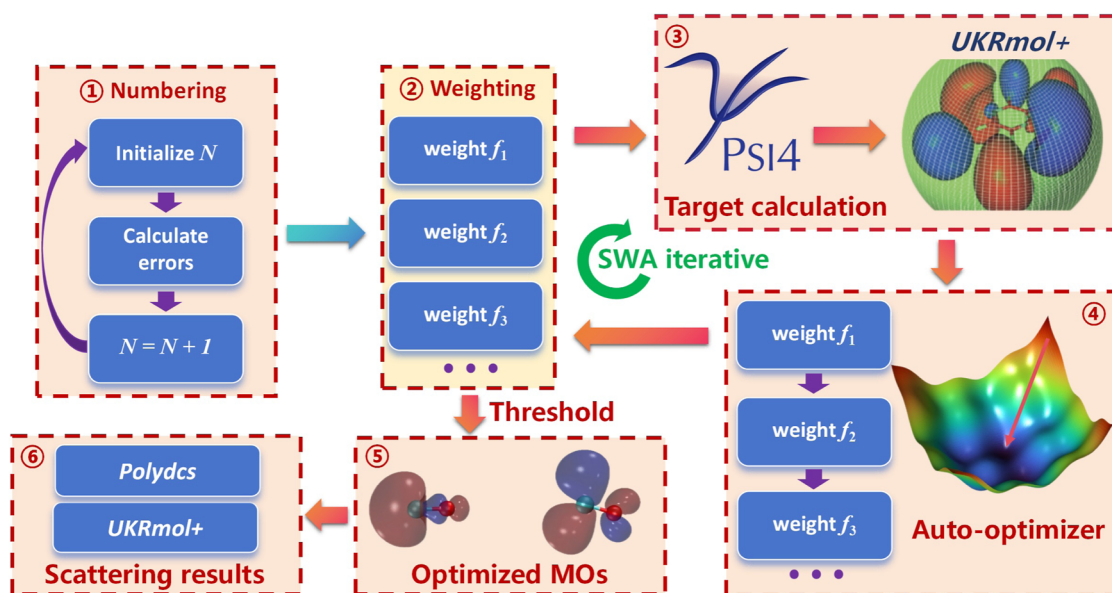 ① Numbering
Initialize N
Calculate
errors
N = N + 1
② Weighting
weight f₁
weight f₂
weight f₃
③
PSI4
UKRmol+
Target calculation
SWA iterative
④
weight f₁
weight f₂
weight f₃
Auto-optimizer
Threshold
⑤
Optimized MOs
⑥
Polydcs
UKRmol+
Scattering results